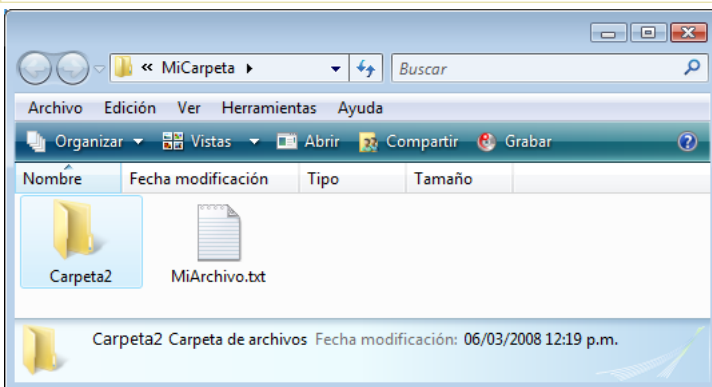 « MiCarpeta
Buscar
Archivo Edición Ver Herramientas Ayuda
Organizar Vistas Abrir Compartir Grabar ?
Nombre Fecha modificación Tipo Tamaño
Carpeta2 MiArchivo.txt
Carpeta2 Carpeta de archivos Fecha modificación: 06/03/2008 12:19 p.m.